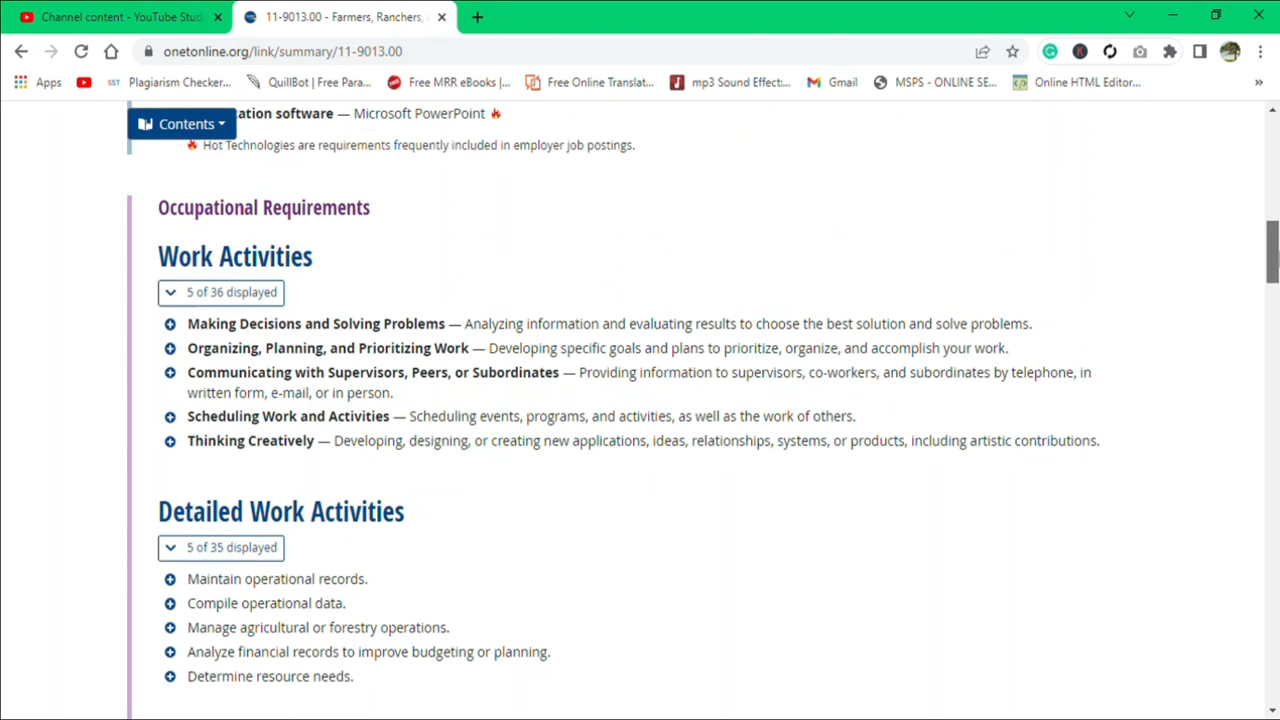 Channel content - YouTube Studi
11-9013.00 - Farmers, Ranchers,
onetonline.org/link/summary/11-9013.00
Apps
SST Plagiarism Checker...
QuillBot | Free Para...
Free MRR eBooks |...
Free Online Translat...
mp3 Sound Effect...
Gmail
MSPS - ONLINE SE...
Online HTML Editor...
Contents
ation software — Microsoft PowerPoint
Hot Technologies are requirements frequently included in employer job postings.
Occupational Requirements
Work Activities
5 of 36 displayed
Making Decisions and Solving Problems — Analyzing information and evaluating results to choose the best solution and solve problems.
Organizing, Planning, and Prioritizing Work — Developing specific goals and plans to prioritize, organize, and accomplish your work.
Communicating with Supervisors, Peers, or Subordinates — Providing information to supervisors, co-workers, and subordinates by telephone, in
written form, e-mail, or in person.
Scheduling Work and Activities — Scheduling events, programs, and activities, as well as the work of others.
Thinking Creatively — Developing, designing, or creating new applications, ideas, relationships, systems, or products, including artistic contributions.
Detailed Work Activities
5 of 35 displayed
Maintain operational records.
Compile operational data.
Manage agricultural or forestry operations.
Analyze financial records to improve budgeting or planning.
Determine resource needs.